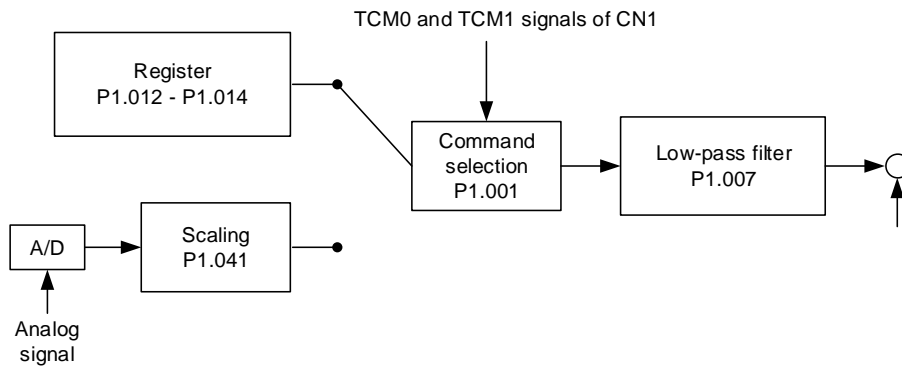 TCM0 and TCM1 signals of CN1
Register
P1.012 - P1.014
Command
selection
P1.001
Low-pass filter
P1.007
A/D
Scaling
P1.041
Analog
signal